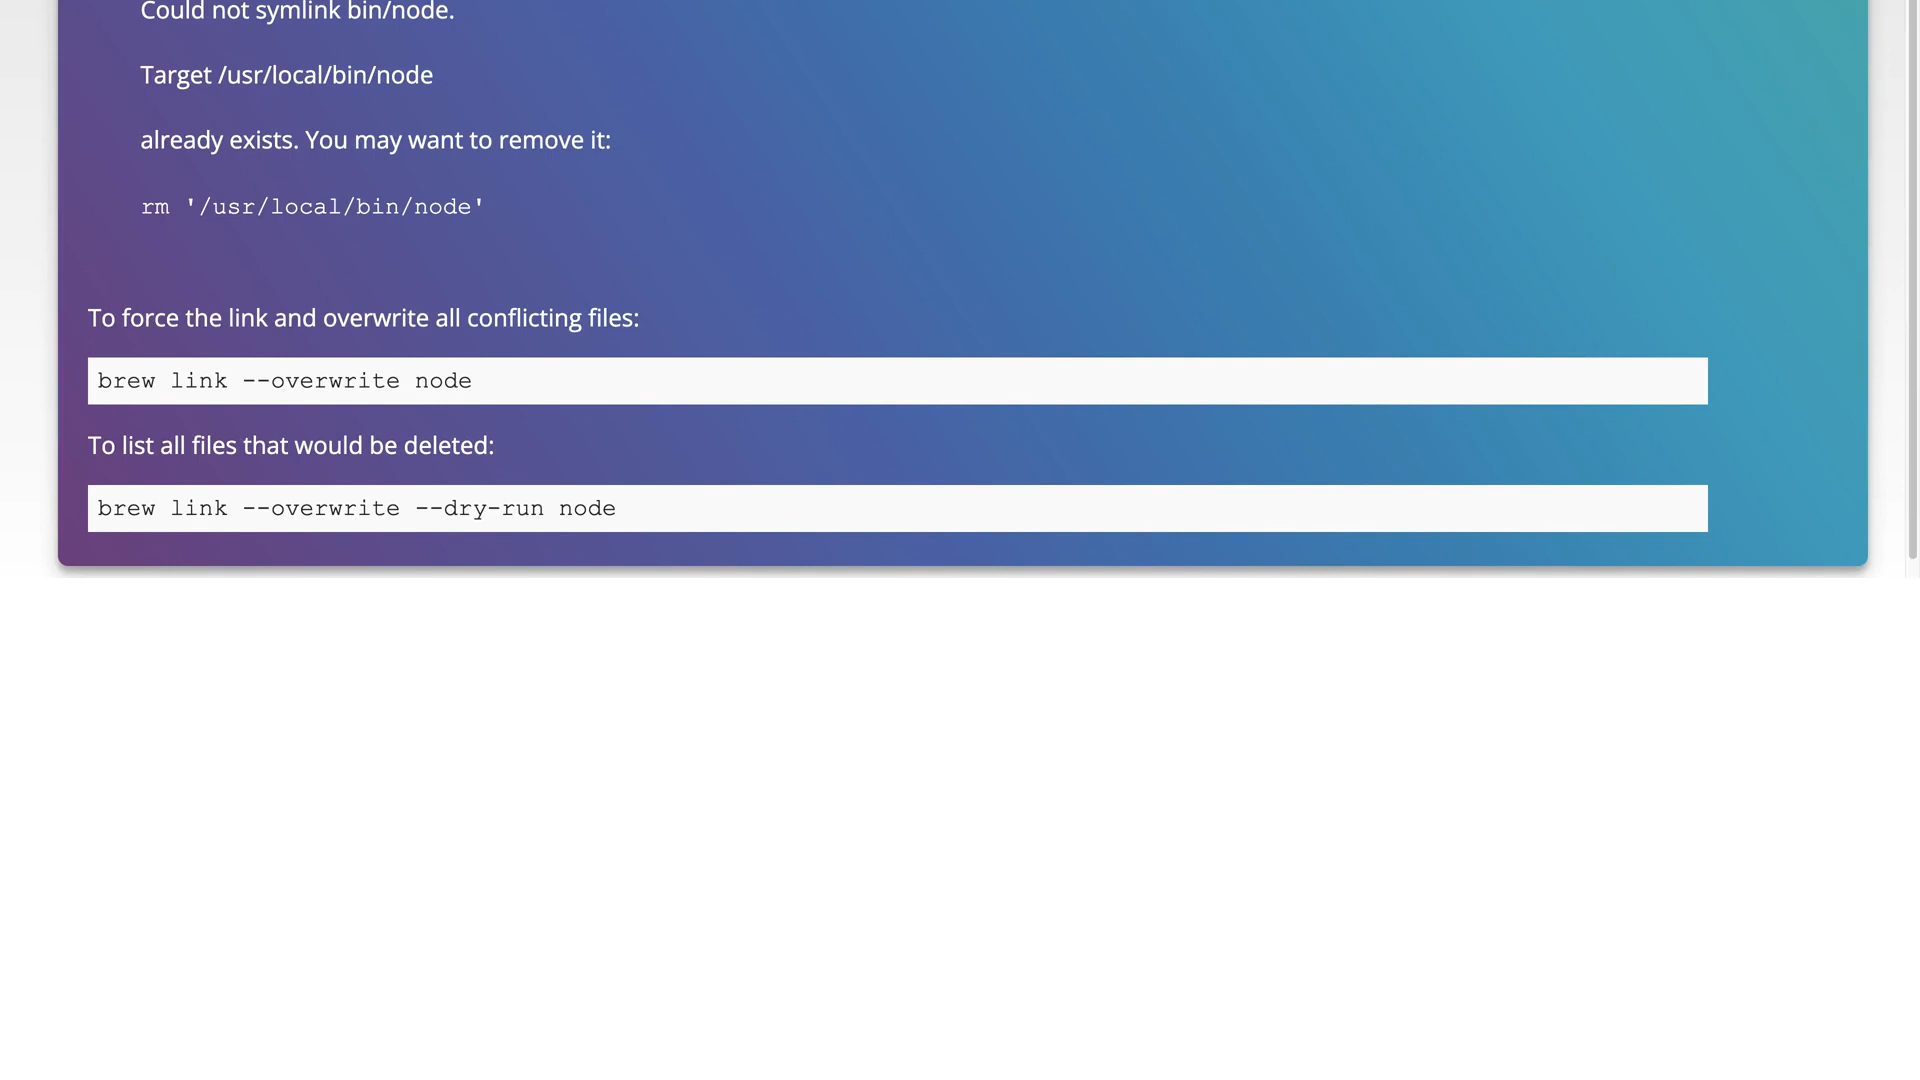 Could not symlink bin/node.
Target /usr/local/bin/node
already exists. You may want to remove it:
rm '/usr/local/bin/node'
To force the link and overwrite all conflicting files:
brew link --overwrite node
To list all files that would be deleted:
brew link --overwrite --dry-run node